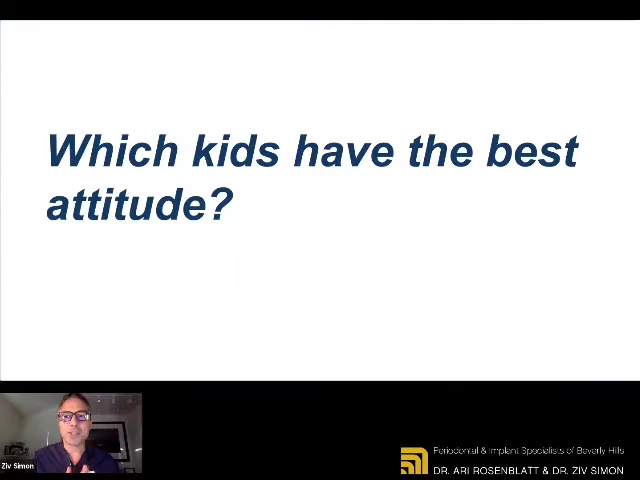 Which kids have the best
attitude?
Ziv Simon
Periodontal & Implant Specialists of Beverly Hills
DR. ARI ROSENBLATT & DR. ZIV SIMON